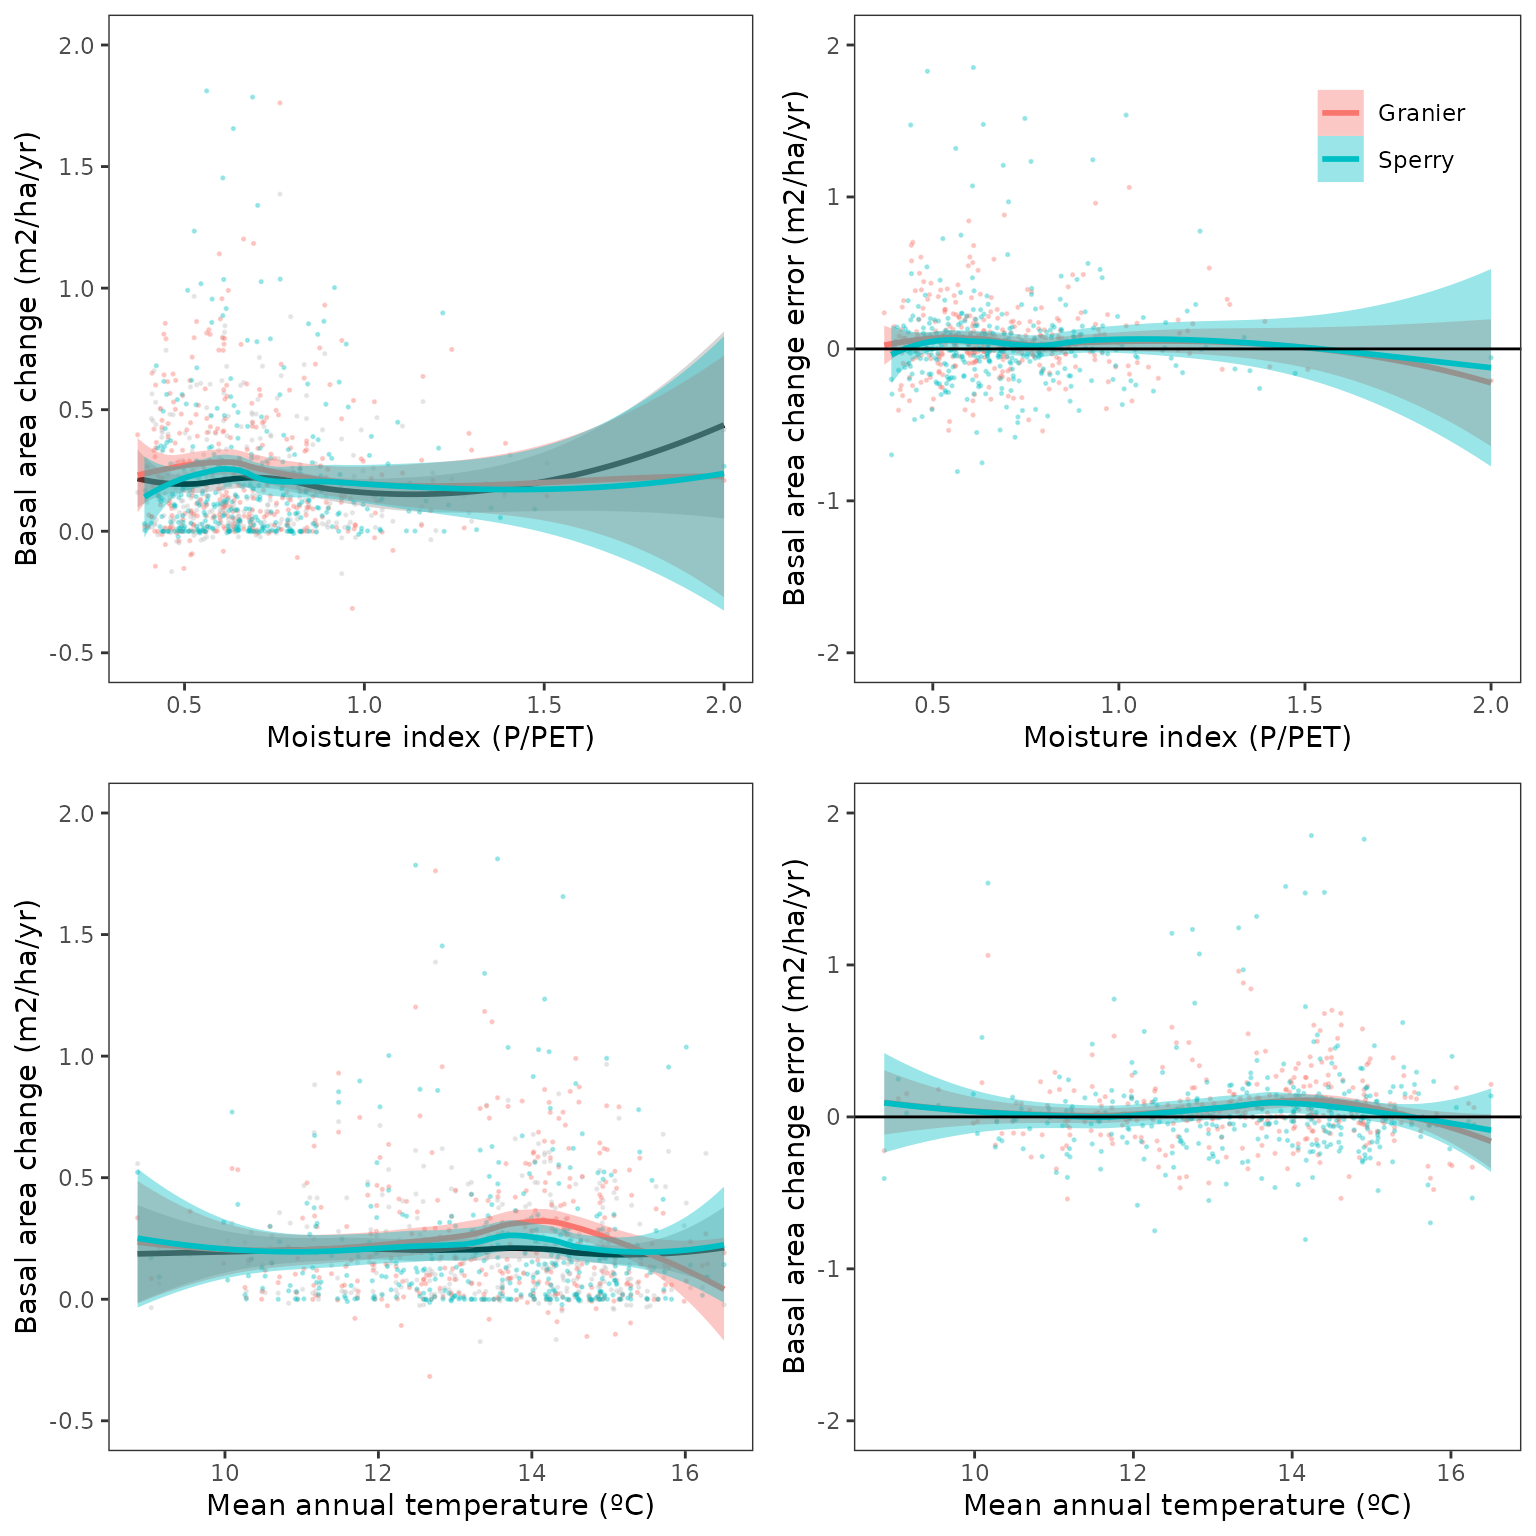 2.0
1.5
1.0
0.5
0.0
-0.5
Basal area change (m2/ha/yr)
0.5 1.0 1.5 2.0
Moisture index (P/PET)
2
1
0
-1
-2
Basal area change error (m2/ha/yr)
Granier
Sperry
0.5 1.0 1.5 2.0
Moisture index (P/PET)
2.0
1.5
1.0
0.5
0.0
-0.5
Basal area change (m2/ha/yr)
10 12 14 16
Mean annual temperature (ºC)
2
1
0
-1
-2
Basal area change error (m2/ha/yr)
10 12 14 16
Mean annual temperature (ºC)